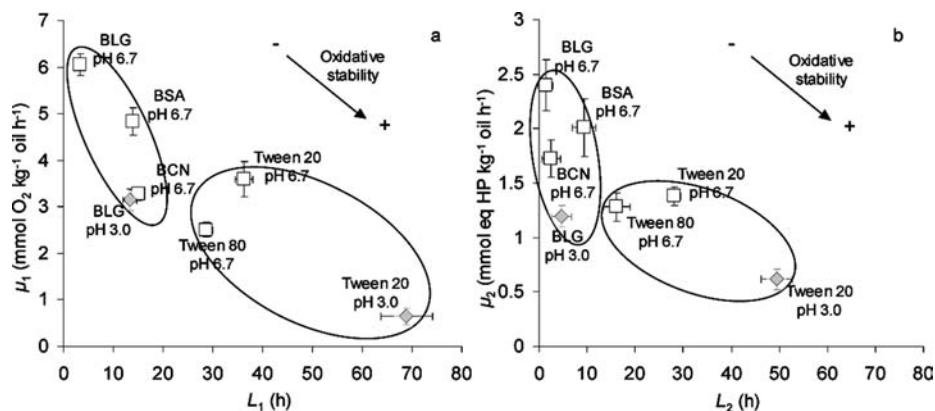 a
μ1 (mmol O2 kg-1 oil h-1)
7
6
5
4
3
2
1
0
BLG
pH 6.7
BSA
pH 6.7
BCN
pH 6.7
BLG
pH 3.0
Tween 20
pH 6.7
Tween 80
pH 6.7
Tween 20
pH 3.0
-
Oxidative
stability
+
0 10 20 30 40 50 60 70 80
L1 (h)
b
μ2 (mmol eq HP kg-1 oil h-1)
3
2.5
2
1.5
1
0.5
0
BLG
pH 6.7
BSA
pH 6.7
BCN
pH 6.7
BLG
pH 3.0
Tween 20
pH 6.7
Tween 80
pH 6.7
Tween 20
pH 3.0
-
Oxidative
stability
+
0 10 20 30 40 50 60 70 80
L2 (h)